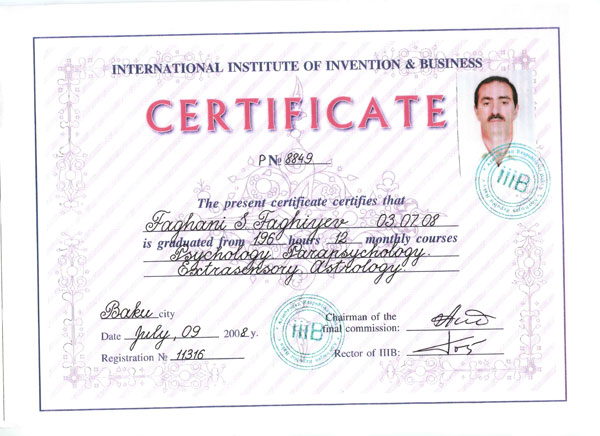 INTERNATIONAL INSTITUTE OF INVENTION & BUSINESS
CERTIFICATE
P № 8849
The present certificate certifies that
Faghani S. Faghiyev 03.07.08
is graduated from 196 hours 12 monthly courses
Psychology. Parapsychology.
Extrasensory. Astrology.
Baku city
Date July, 09 2008 y.
Registration № 11316
Chairman of the
final commission:
Rector of IIIB:
IIIB
IIIB